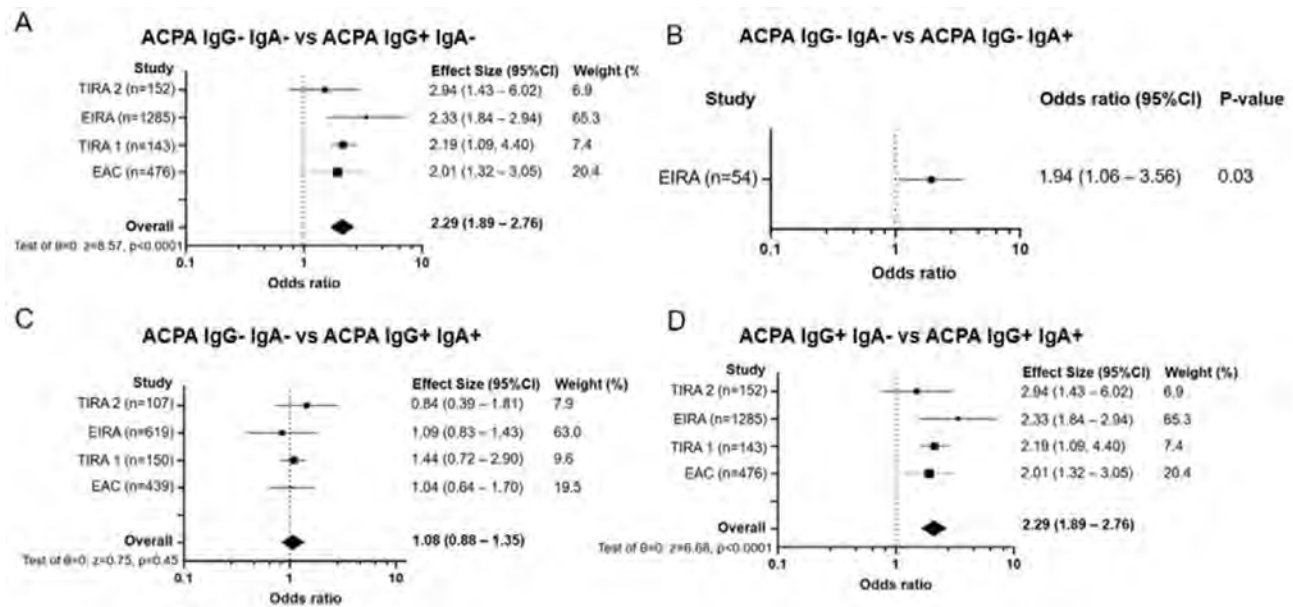 A
ACPA IgG- IgA- vs ACPA IgG+ IgA-
Study Effect Size (95%CI) Weight (%
TIRA 2 (n=152) 2.94 (1.43 – 6.02) 6.9
EIRA (n=1285) 2.33 (1.84 – 2.94) 65.3
TIRA 1 (n=143) 2.19 (1.09, 4.40) 7.4
EAC (n=476) 2.01 (1.32 – 3.05) 20.4
Overall 2.29 (1.89 – 2.76)
Test of θ=0 z=8.57, p<0.0001
0.1 1 10
Odds ratio
B
ACPA IgG- IgA- vs ACPA IgG- IgA+
Study Odds ratio (95%CI) P-value
EIRA (n=54) 1.94 (1.06 – 3.56) 0.03
0.1 1 10
Odds ratio
C
ACPA IgG- IgA- vs ACPA IgG+ IgA+
Study Effect Size (95%CI) Weight (%)
TIRA 2 (n=107) 0.84 (0.39 – 1.81) 7.9
EIRA (n=619) 1.09 (0.83 – 1.43) 63.0
TIRA 1 (n=150) 1.44 (0.72 – 2.90) 9.6
EAC (n=439) 1.04 (0.64 – 1.70) 19.5
Overall 1.08 (0.88 – 1.35)
Test of θ=0, z=0.75, p=0.45
0.1 1 10
Odds ratio
D
ACPA IgG+ IgA- vs ACPA IgG+ IgA+
Study Effect Size (95%CI) Weight (%)
TIRA 2 (n=152) 2.94 (1.43 – 6.02) 6.9
EIRA (n=1285) 2.33 (1.84 – 2.94) 65.3
TIRA 1 (n=143) 2.19 (1.09, 4.40) 7.4
EAC (n=476) 2.01 (1.32 – 3.05) 20.4
Overall 2.29 (1.89 – 2.76)
Test of θ=0, z=6.68, p<0.0001
0.1 1 10
Odds ratio